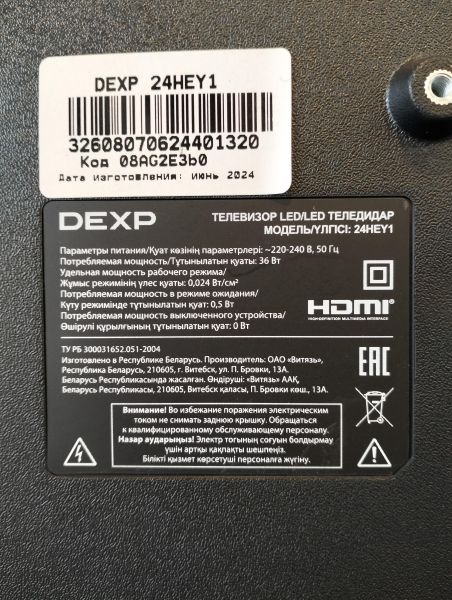 DEXP 24HEY1
32608070624401320
Код 08AG2E3b0
Дата изготовления: июнь 2024
DEXP
ТЕЛЕВИЗОР LED/LED ТЕЛЕДИДАР
МОДЕЛЬ/ҮЛГІСІ: 24HEY1
Параметры питания/Қуат көзінің параметрлері: ~220-240 В, 50 Гц
Потребляемая мощность/Тұтынылатын қуат: 36 Вт
Удельная мощность рабочего режима/
Жұмыс режимінің үлес қуаты: 0,024 Вт/см²
Потребляемая мощность в режиме ожидания/
Күту режимінде тұтынылатын қуат: 0,5 Вт
Потребляемая мощность выключенного устройства/
Өшірулі құрылғының тұтынылатын қуат: 0 Вт
HDMI
HIGH-DEFINITION MULTIMEDIA INTERFACE
ТУ РБ 300031652.051-2004
Изготовлено в Республике Беларусь. Производитель: ОАО «Витязь»,
Республика Беларусь, 210605, г. Витебск, ул. П. Бровки, 13А.
Беларусь Республикасында жасалған. Өндіруші: «Витязь» ААҚ,
Беларусь Республикасы, 210605, Витебск қаласы, П. Бровки көш., 13А.
EAC
Внимание! Во избежание поражения электрическим
током не снимать заднюю крышку. Обращаться
к квалифицированному обслуживающему персоналу.
Назар аударыңыз! Электр тогының соғуын болдырмау
үшін артқы қақпақты шешпеңіз.
Білікті қызмет көрсетуші персоналға жүгіну.